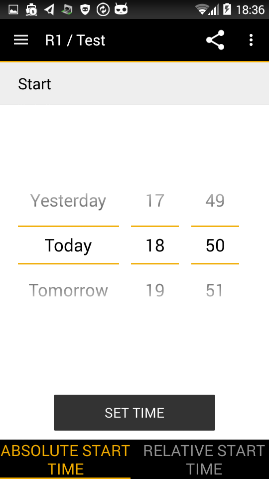 18:36
R1 / Test
Start
Yesterday 17 49
Today 18 50
Tomorrow 19 51
SET TIME
ABSOLUTE START TIME
RELATIVE START TIME